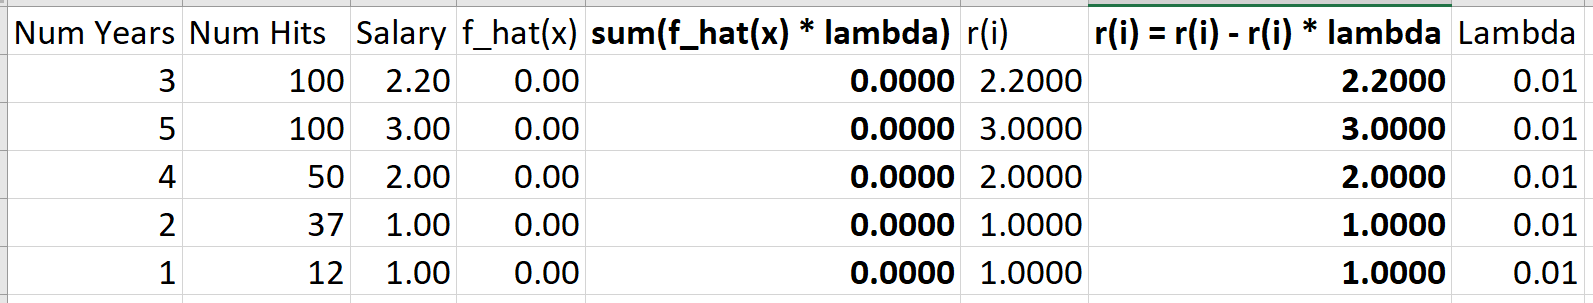 Num Years Num Hits Salary f_hat(x) sum(f_hat(x) * lambda) r(i) r(i) = r(i) - r(i) * lambda Lambda
3 100 2.20 0.00 0.0000 2.2000 2.2000 0.01
5 100 3.00 0.00 0.0000 3.0000 3.0000 0.01
4 50 2.00 0.00 0.0000 2.0000 2.0000 0.01
2 37 1.00 0.00 0.0000 1.0000 1.0000 0.01
1 12 1.00 0.00 0.0000 1.0000 1.0000 0.01